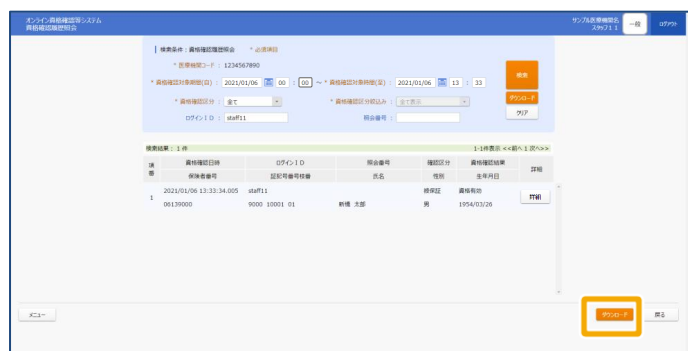 オンライン資格確認等システム
資格確認履歴照会
サンプル医療機関名
スタッフ1 1
一般
ログアウト
検索条件：資格確認履歴照会 * 必須項目
* 医療機関コード： 1234567890
* 資格確認対象時間(自)： 2021/01/06 00 : 00 ～ * 資格確認対象時間(至)： 2021/01/06 13 : 33
* 資格確認区分： 全て * 資格確認区分絞込み： 全て表示
ログインID： staff11 照会番号：
検索
ダウンロード
クリア
検索結果：1 件 1-1件表示 <<前へ 1 次へ>>
項番 資格確認日時 ログインID 照会番号 確認区分 資格確認結果 詳細
保険者番号 証記号番号枝番 氏名 性別 生年月日
1 2021/01/06 13:33:34.005 staff11 被保証 資格有効 詳細
06139000 9000 10001 01 新橋 太郎 男 1954/03/26
メニュー ダウンロード 戻る